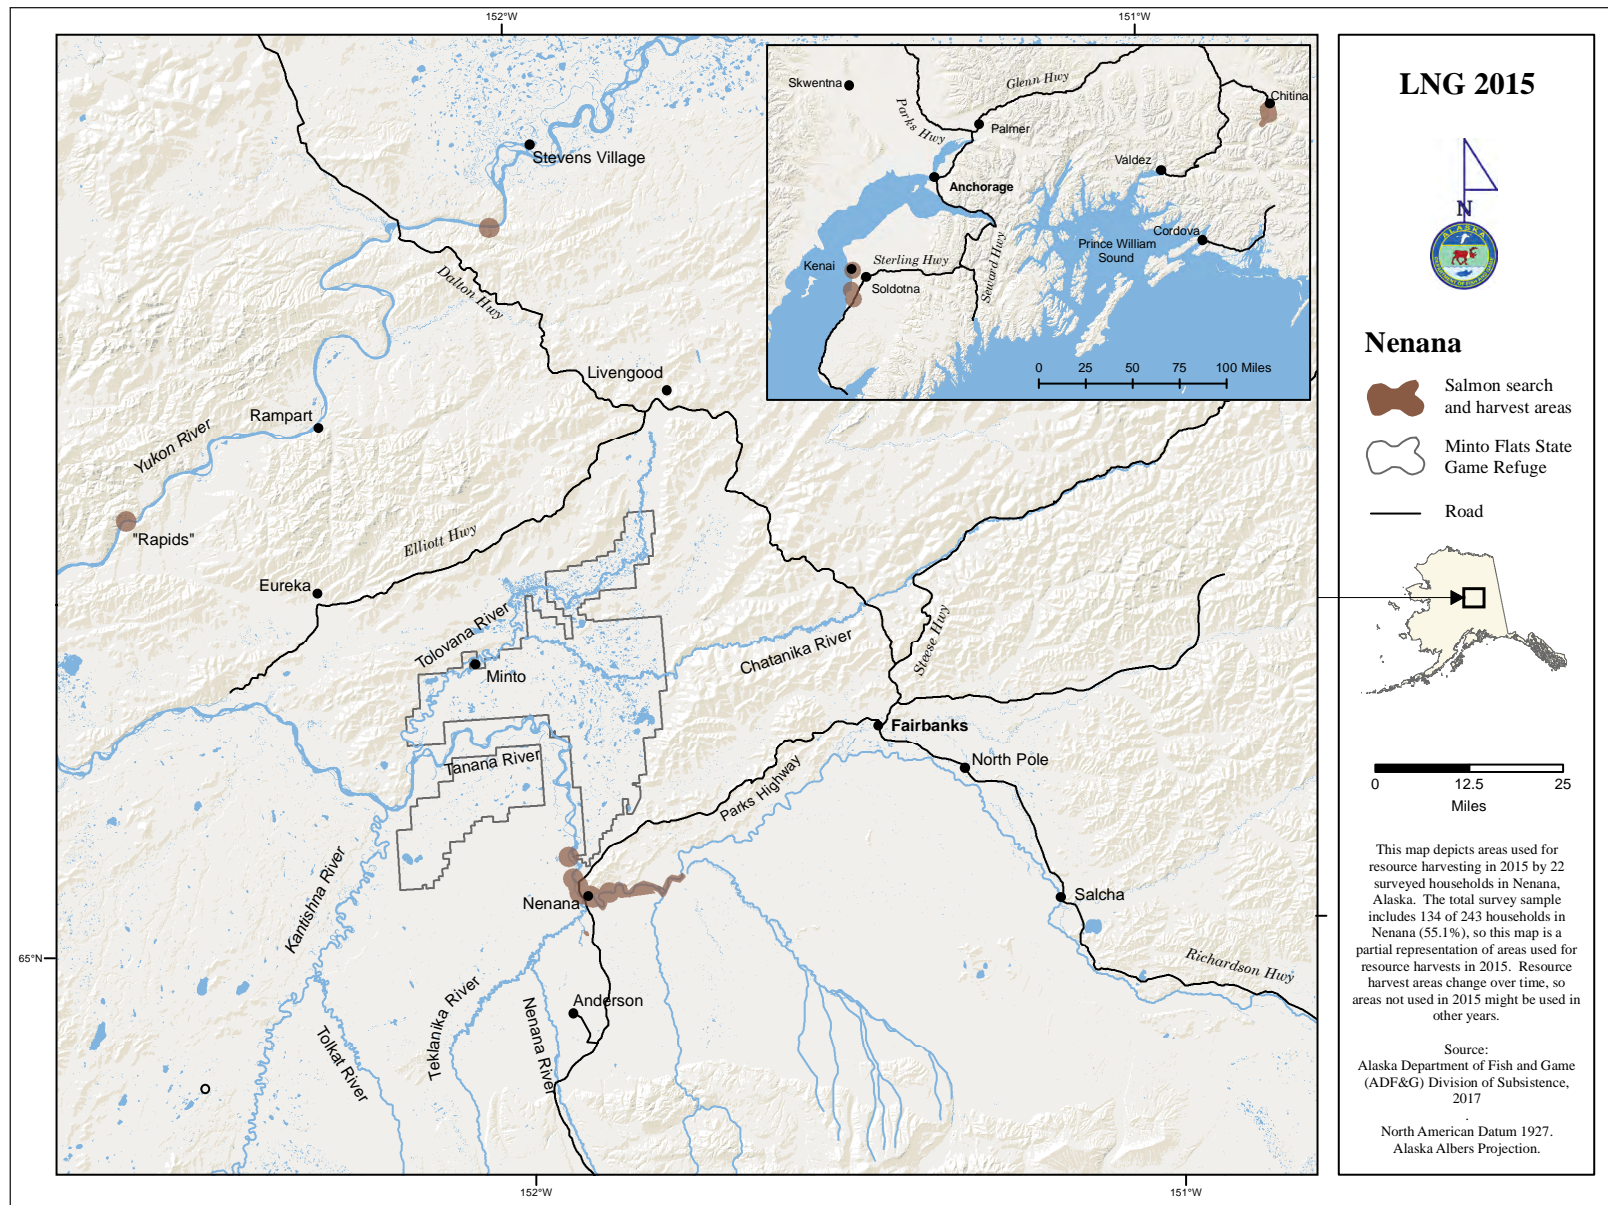 152°W
151°W
Stevens Village
Dalton Hwy
Livengood
Rampart
Yukon River
"Rapids"
Elliott Hwy
Eureka
Tolovana River
Minto
Chatanika River
Steese Hwy
Fairbanks
North Pole
Tanana River
Parks Highway
Kantishna River
Nenana
Salcha
Richardson Hwy
65°N
Anderson
Teklanika River
Nenana River
Tolkat River
152°W
151°W
Skwentna
Parks Hwy
Glenn Hwy
Palmer
Chitina
Valdez
Anchorage
Cordova
Prince William
Sound
Kenai
Sterling Hwy
Soldotna
Seward Hwy
0 25 50 75 100 Miles
LNG 2015
N
ALASKA
Nenana
Salmon search
and harvest areas
Minto Flats State
Game Refuge
Road
0 12.5 25
Miles
This map depicts areas used for
resource harvesting in 2015 by 22
surveyed households in Nenana,
Alaska. The total survey sample
includes 134 of 243 households in
Nenana (55.1%), so this map is a
partial representation of areas used for
resource harvests in 2015. Resource
harvest areas change over time, so
areas not used in 2015 might be used in
other years.
Source:
Alaska Department of Fish and Game
(ADF&G) Division of Subsistence,
2017
.
North American Datum 1927.
Alaska Albers Projection.